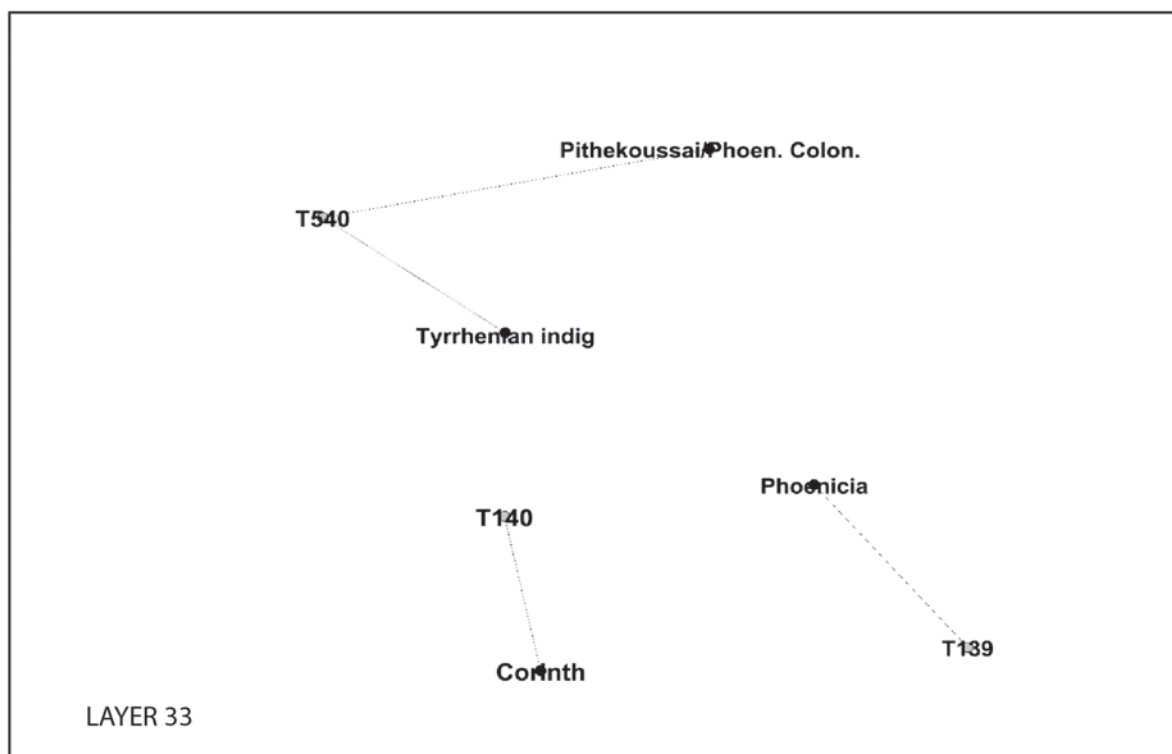 Pithekoussai/Phoen. Colon.
T540
Tyrrhenian indig
Phoenicia
T140
T139
Corinth
LAYER 33